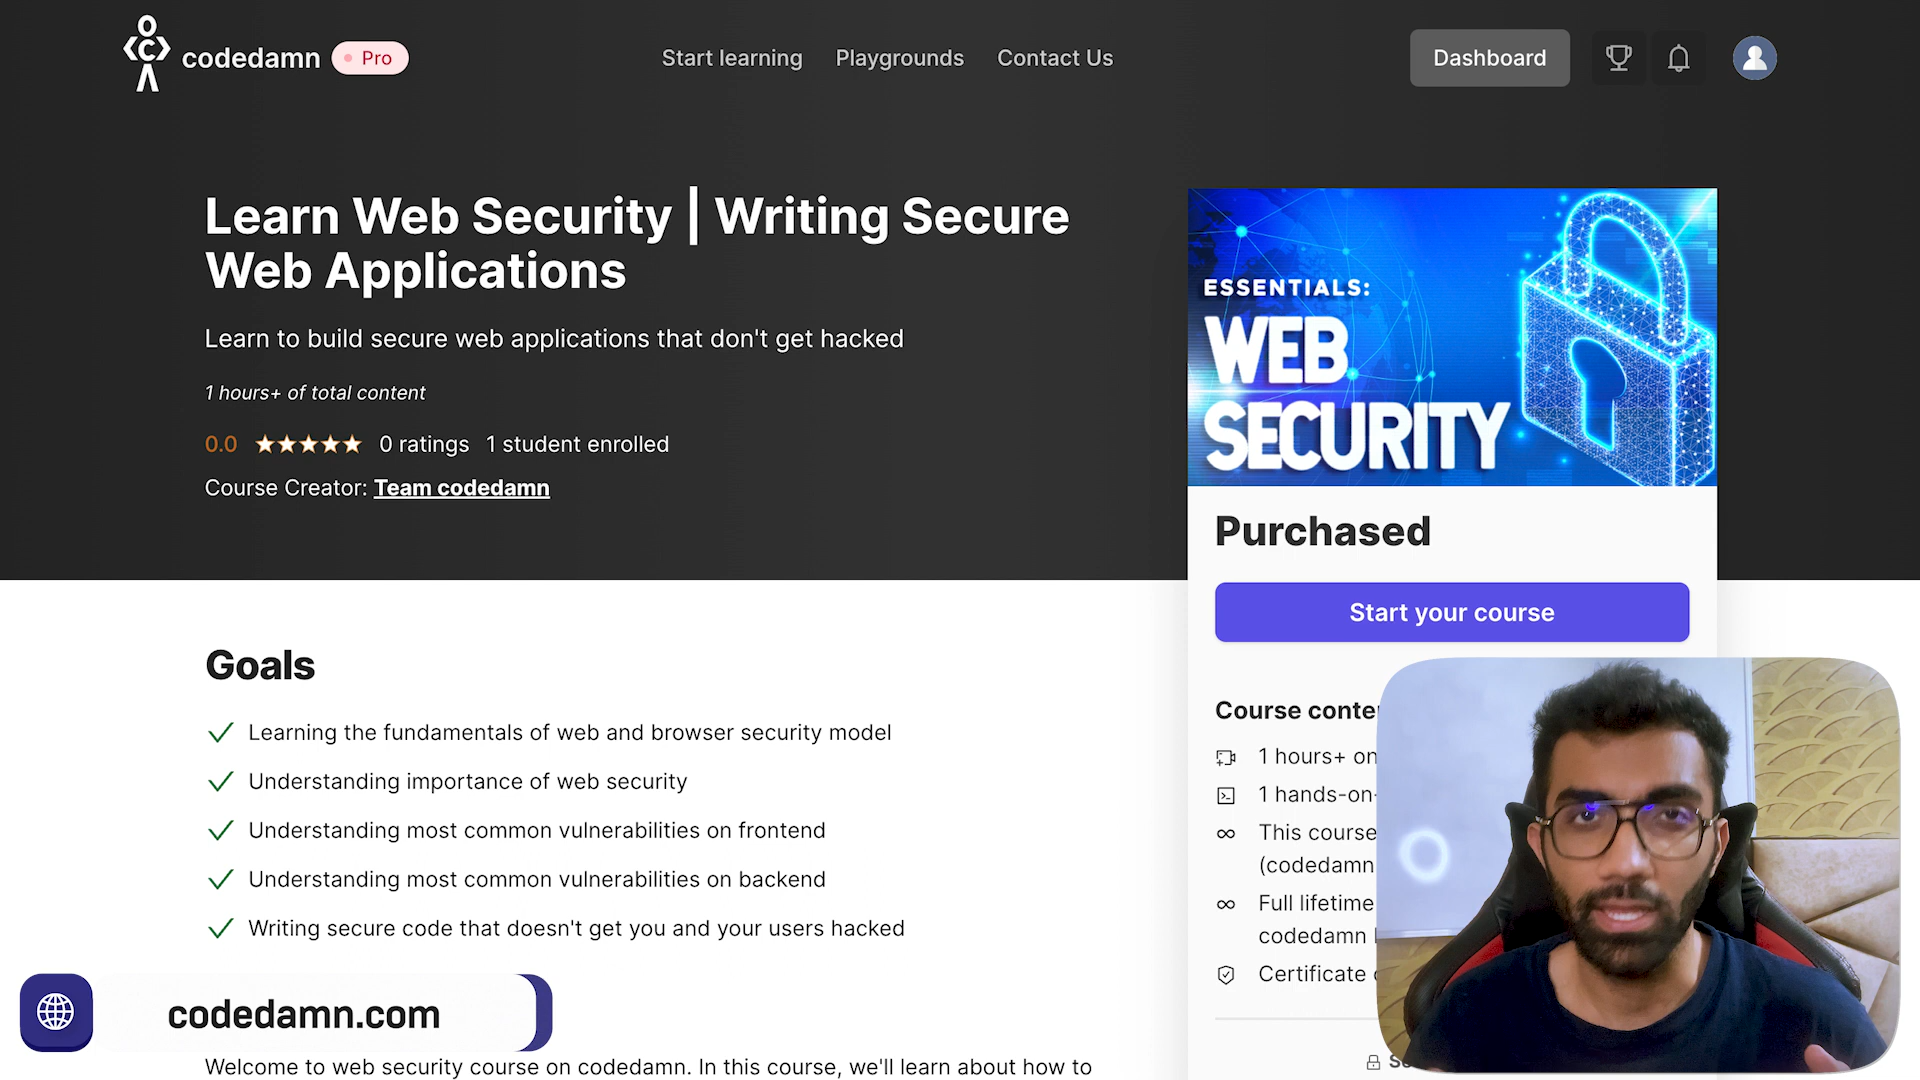 codedamn
Pro
Start learning
Playgrounds
Contact Us
Dashboard
Learn Web Security | Writing Secure
Web Applications
Learn to build secure web applications that don't get hacked
1 hours+ of total content
0.0
0 ratings
1 student enrolled
Course Creator: Team codedamn
ESSENTIALS:
WEB
SECURITY
Purchased
Start your course
Goals
Learning the fundamentals of web and browser security model
Understanding importance of web security
Understanding most common vulnerabilities on frontend
Understanding most common vulnerabilities on backend
Writing secure code that doesn't get you and your users hacked
Course
1 hours+
1
This course
(codedamn
Full lifetime
codedamn
Certificate
codedamn.com
Welcome to web security course on codedamn. In this course, we'll learn about how to